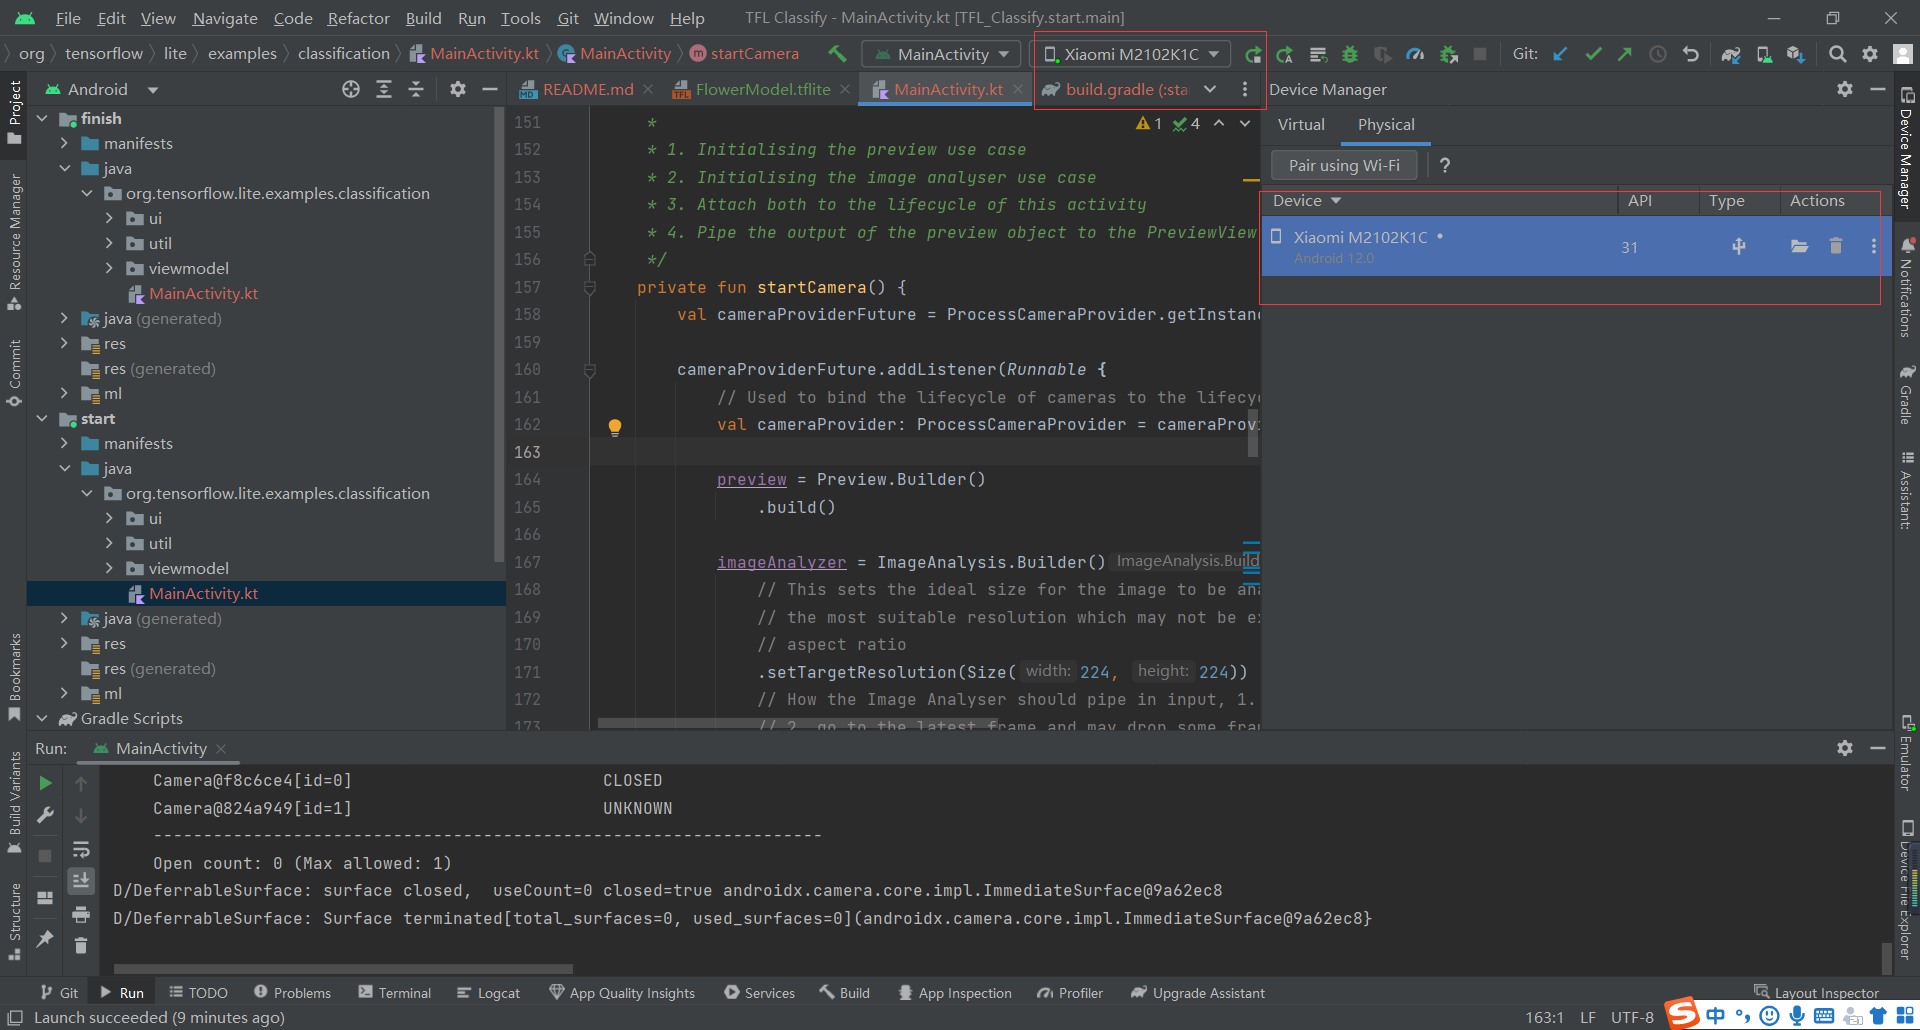 File Edit View Navigate Code Refactor Build Run Tools Git Window Help TFL Classify - MainActivity.kt [TFL_Classify.start.main]
org tensorflow lite examples classification MainActivity.kt MainActivity startCamera MainActivity Xiaomi M2102K1C Git:
Android README.md FlowerModel.tflite MainActivity.kt build.gradle (:sta Device Manager
Project
Resource Manager
Commit
Bookmarks
Build Variants
Structure
finish
manifests
java
org.tensorflow.lite.examples.classification
ui
util
viewmodel
MainActivity.kt
java (generated)
res
res (generated)
ml
start
manifests
java
org.tensorflow.lite.examples.classification
ui
util
viewmodel
MainActivity.kt
java (generated)
res
res (generated)
ml
Gradle Scripts
1 4
151 *
152 * 1. Initialising the preview use case
153 * 2. Initialising the image analyser use case
154 * 3. Attach both to the lifecycle of this activity
155 * 4. Pipe the output of the preview object to the PreviewView
156 */
157 private fun startCamera() {
158 val cameraProviderFuture = ProcessCameraProvider.getInstanc
159
160 cameraProviderFuture.addListener(Runnable {
161 // Used to bind the lifecycle of cameras to the lifecyc
162 val cameraProvider: ProcessCameraProvider = cameraProvi
163
164 preview = Preview.Builder()
165 .build()
166
167 imageAnalyzer = ImageAnalysis.Builder() ImageAnalysis.Build
168 // This sets the ideal size for the image to be ana
169 // the most suitable resolution which may not be ex
170 // aspect ratio
171 .setTargetResolution(Size( width: 224, height: 224))
172 // How the Image Analyser should pipe in input, 1.
173 // 2. go to the latest frame and may drop some fram
Virtual Physical
Pair using Wi-Fi ?
Device API Type Actions
Xiaomi M2102K1C
Android 12.0
31
Device Manager
Notifications
Gradle
Assistant:
Emulator
Device File Explorer
Run: MainActivity
Camera@f8c6ce4[id=0] CLOSED
Camera@824a949[id=1] UNKNOWN
-------------------------------------------------------------------
Open count: 0 (Max allowed: 1)
D/DeferrableSurface: surface closed, useCount=0 closed=true androidx.camera.core.impl.ImmediateSurface@9a62ec8
D/DeferrableSurface: Surface terminated[total_surfaces=0, used_surfaces=0](androidx.camera.core.impl.ImmediateSurface@9a62ec8}
Git Run TODO Problems Terminal Logcat App Quality Insights Services Build App Inspection Profiler Upgrade Assistant Layout Inspector
Launch succeeded (9 minutes ago) 163:1 LF UTF-8 S 中